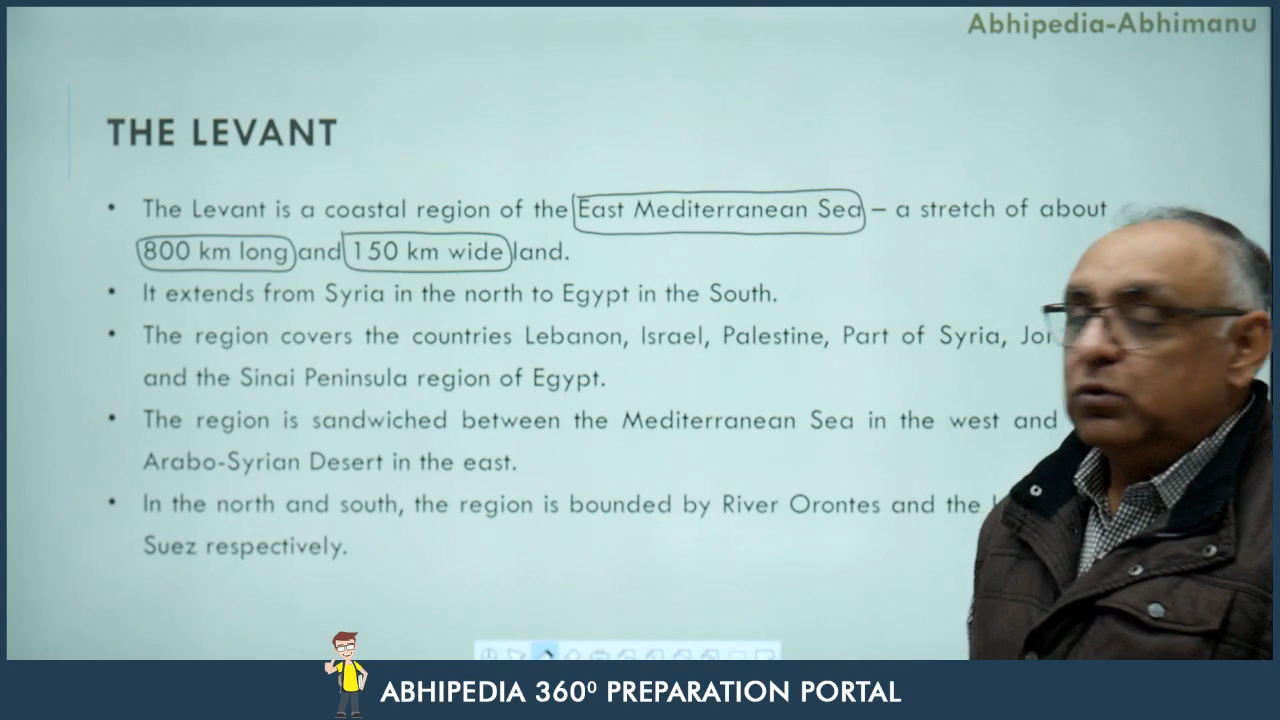 Abhipedia-Abhimanu
THE LEVANT
• The Levant is a coastal region of the East Mediterranean Sea – a stretch of about
800 km long and 150 km wide land.
• It extends from Syria in the north to Egypt in the South.
• The region covers the countries Lebanon, Israel, Palestine, Part of Syria,
and the Sinai Peninsula region of Egypt.
• The region is sandwiched between the Mediterranean Sea in the west and
Arabo-Syrian Desert in the east.
• In the north and south, the region is bounded by River Orontes and the
Suez respectively.
ABHIPEDIA 360⁰ PREPARATION PORTAL